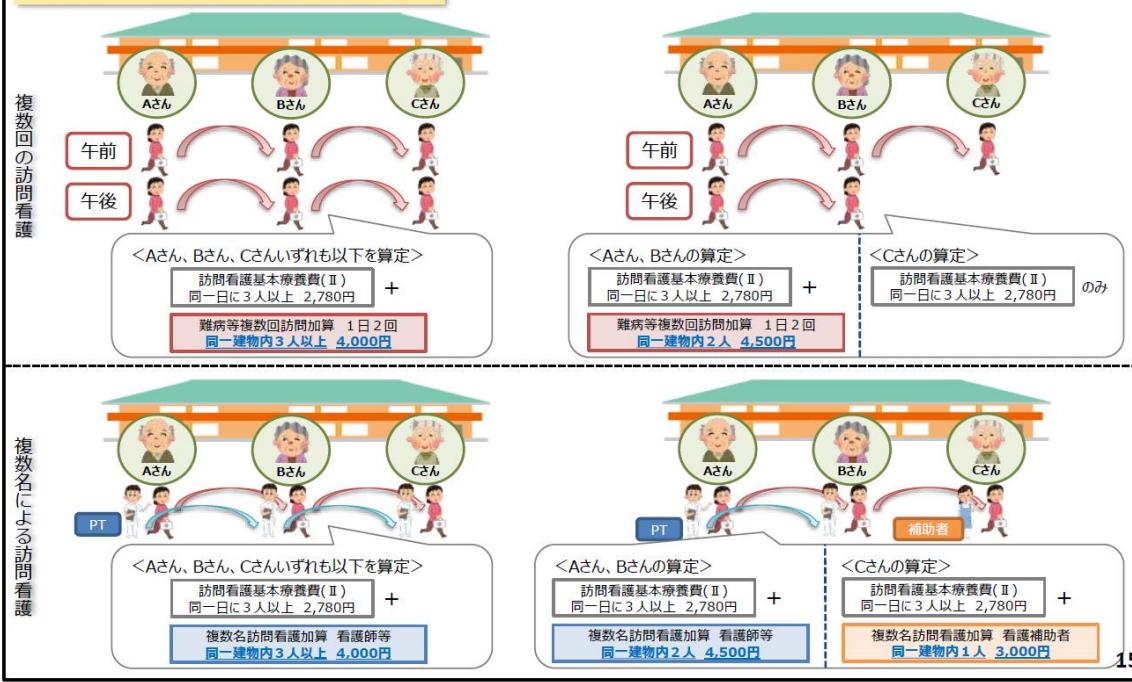 複数回の訪問看護
Aさん
Bさん
Cさん
午前
午後
<Aさん、Bさん、Cさんいずれも以下を算定>
訪問看護基本療養費(Ⅱ)
同一日に3人以上 2,780円
+
難病等複数回訪問加算 1日2回
同一建物内3人以上 4,000円
Aさん
Bさん
Cさん
午前
午後
<Aさん、Bさんの算定>
訪問看護基本療養費(Ⅱ)
同一日に3人以上 2,780円
+
難病等複数回訪問加算 1日2回
同一建物内2人 4,500円
<Cさんの算定>
訪問看護基本療養費(Ⅱ)
同一日に3人以上 2,780円
のみ
複数名による訪問看護
Aさん
Bさん
Cさん
PT
<Aさん、Bさん、Cさんいずれも以下を算定>
訪問看護基本療養費(Ⅱ)
同一日に3人以上 2,780円
+
複数名訪問看護加算 看護師等
同一建物内3人以上 4,000円
Aさん
Bさん
Cさん
PT
補助者
<Aさん、Bさんの算定>
訪問看護基本療養費(Ⅱ)
同一日に3人以上 2,780円
+
複数名訪問看護加算 看護師等
同一建物内2人 4,500円
<Cさんの算定>
訪問看護基本療養費(Ⅱ)
同一日に3人以上 2,780円
+
複数名訪問看護加算 看護補助者
同一建物内1人 3,000円
15